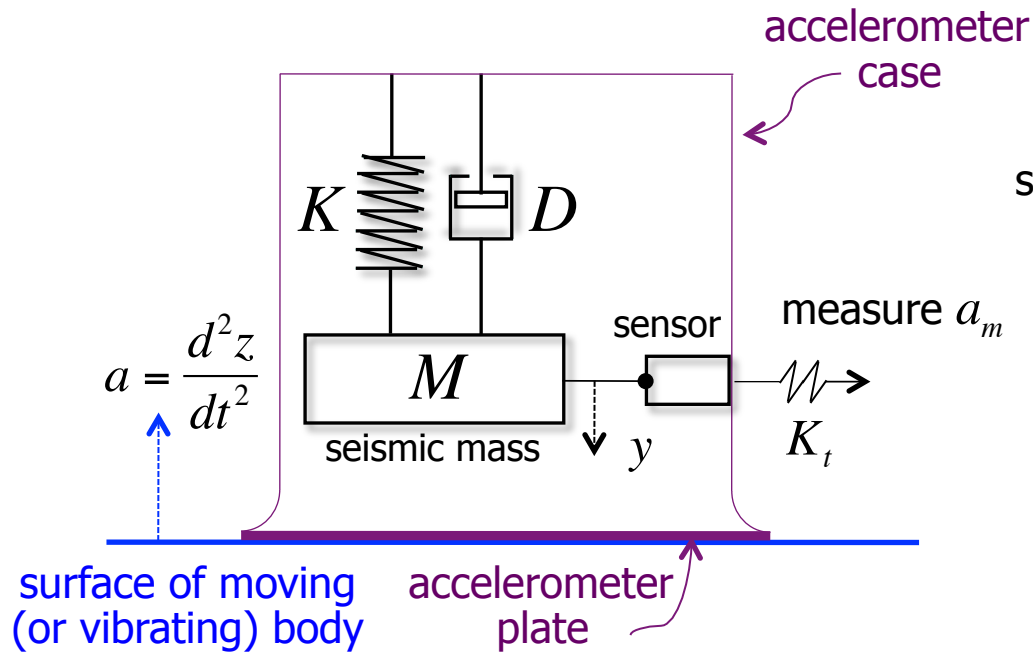 accelerometer
case
s
K
D
measure a_m
sensor
a = d²z/dt²
M
seismic mass
y
K_t
surface of moving
(or vibrating) body
accelerometer
plate